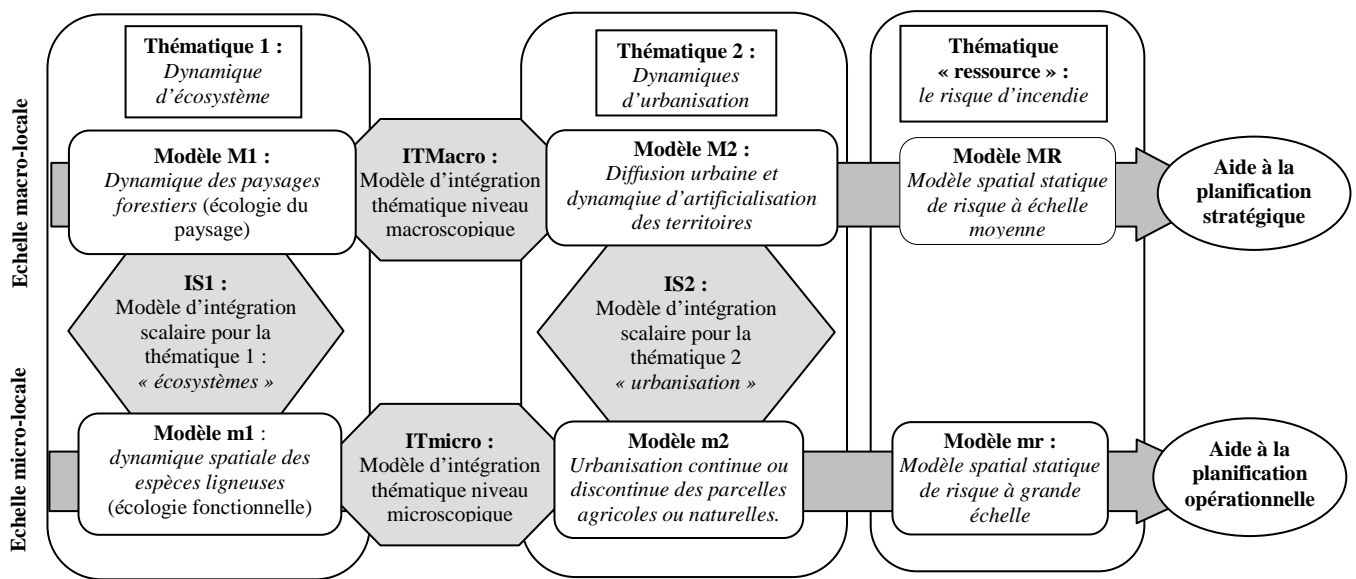 Thématique 1 :
Dynamique
d'écosystème
Thématique 2 :
Dynamiques
d'urbanisation
Thématique
« ressource » :
le risque d'incendie
Echelle macro-locale
Modèle M1 :
Dynamique des paysages
forestiers (écologie du
paysage)
ITMacro :
Modèle d'intégration
thématique niveau
macroscopique
Modèle M2 :
Diffusion urbaine et
dynamqiue d'artificialisation
des territoires
Modèle MR
Modèle spatial statique
de risque à échelle
moyenne
Aide à la
planification
stratégique
IS1 :
Modèle d'intégration
scalaire pour la
thématique 1 :
« écosystèmes »
IS2 :
Modèle d'intégration
scalaire pour la
thématique 2
« urbanisation »
Echelle micro-locale
Modèle m1 :
dynamique spatiale des
espèces ligneuses
(écologie fonctionnelle)
ITmicro :
Modèle d'intégration
thématique niveau
microscopique
Modèle m2
Urbanisation continue ou
discontinue des parcelles
agricoles ou naturelles.
Modèle mr :
Modèle spatial statique
de risque à grande
échelle
Aide à la
planification
opérationnelle